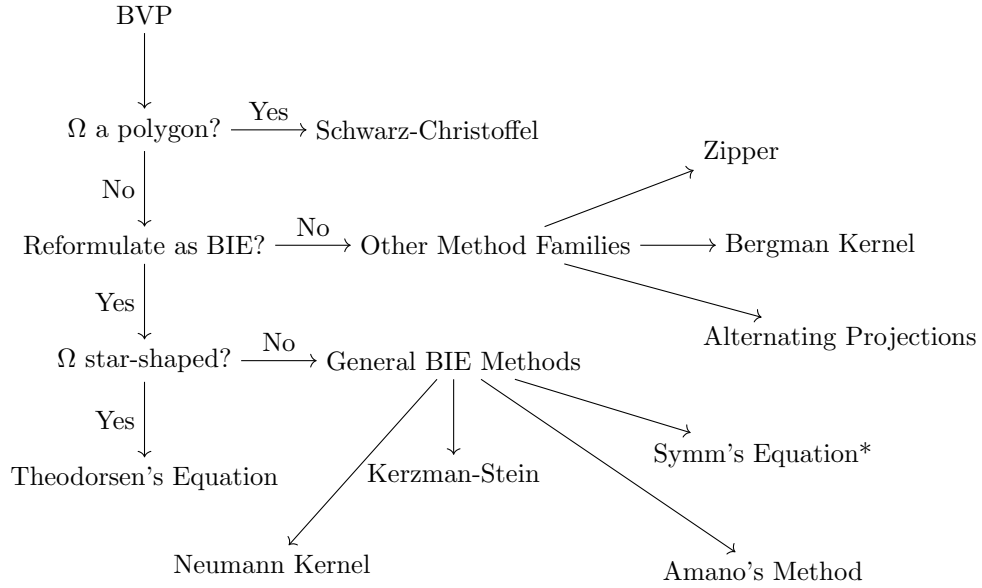 BVP
Ω a polygon?
Yes
Schwarz-Christoffel
Zipper
No
Reformulate as BIE?
No
Other Method Families
Bergman Kernel
Yes
Alternating Projections
Ω star-shaped?
No
General BIE Methods
Yes
Symm's Equation*
Theodorsen's Equation
Kerzman-Stein
Neumann Kernel
Amano's Method